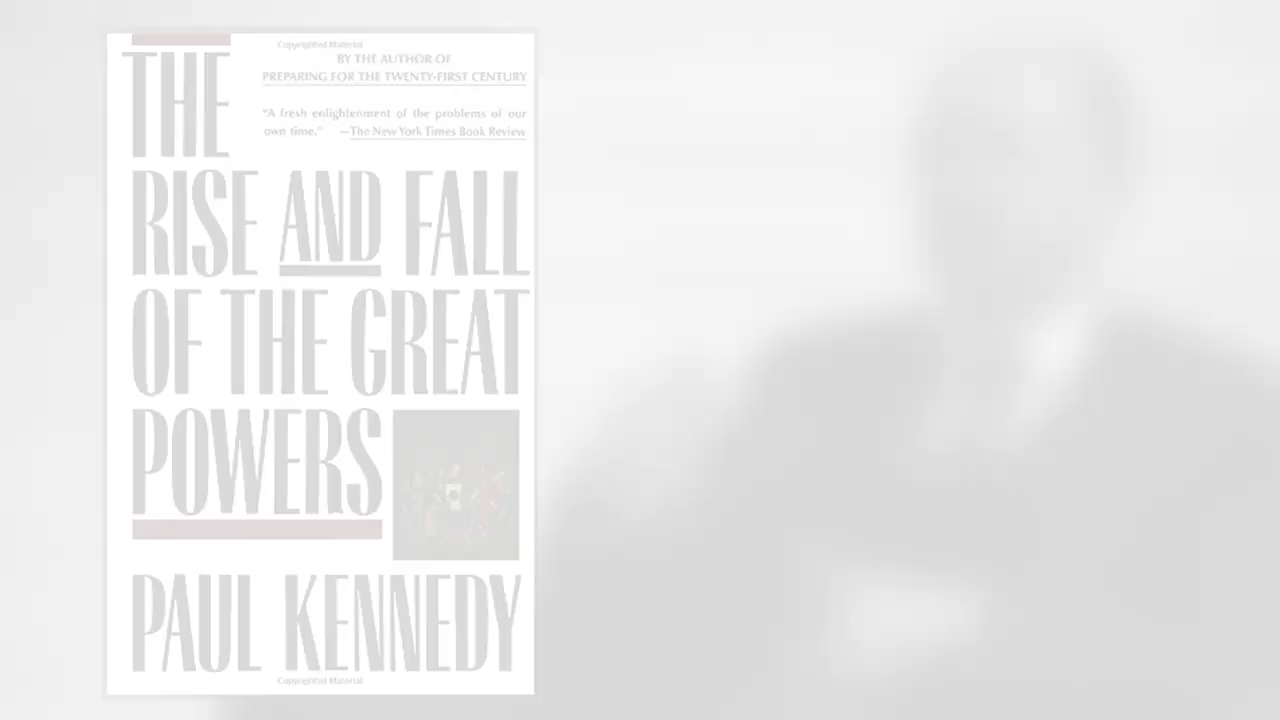 Copyrighted Material
BY THE AUTHOR OF
PREPARING FOR THE TWENTY-FIRST CENTURY
"A fresh enlightenment of the problems of our
own time." —The New York Times Book Review
THE
RISE AND FALL
OF THE GREAT
POWERS
PAUL KENNEDY
Copyrighted Material